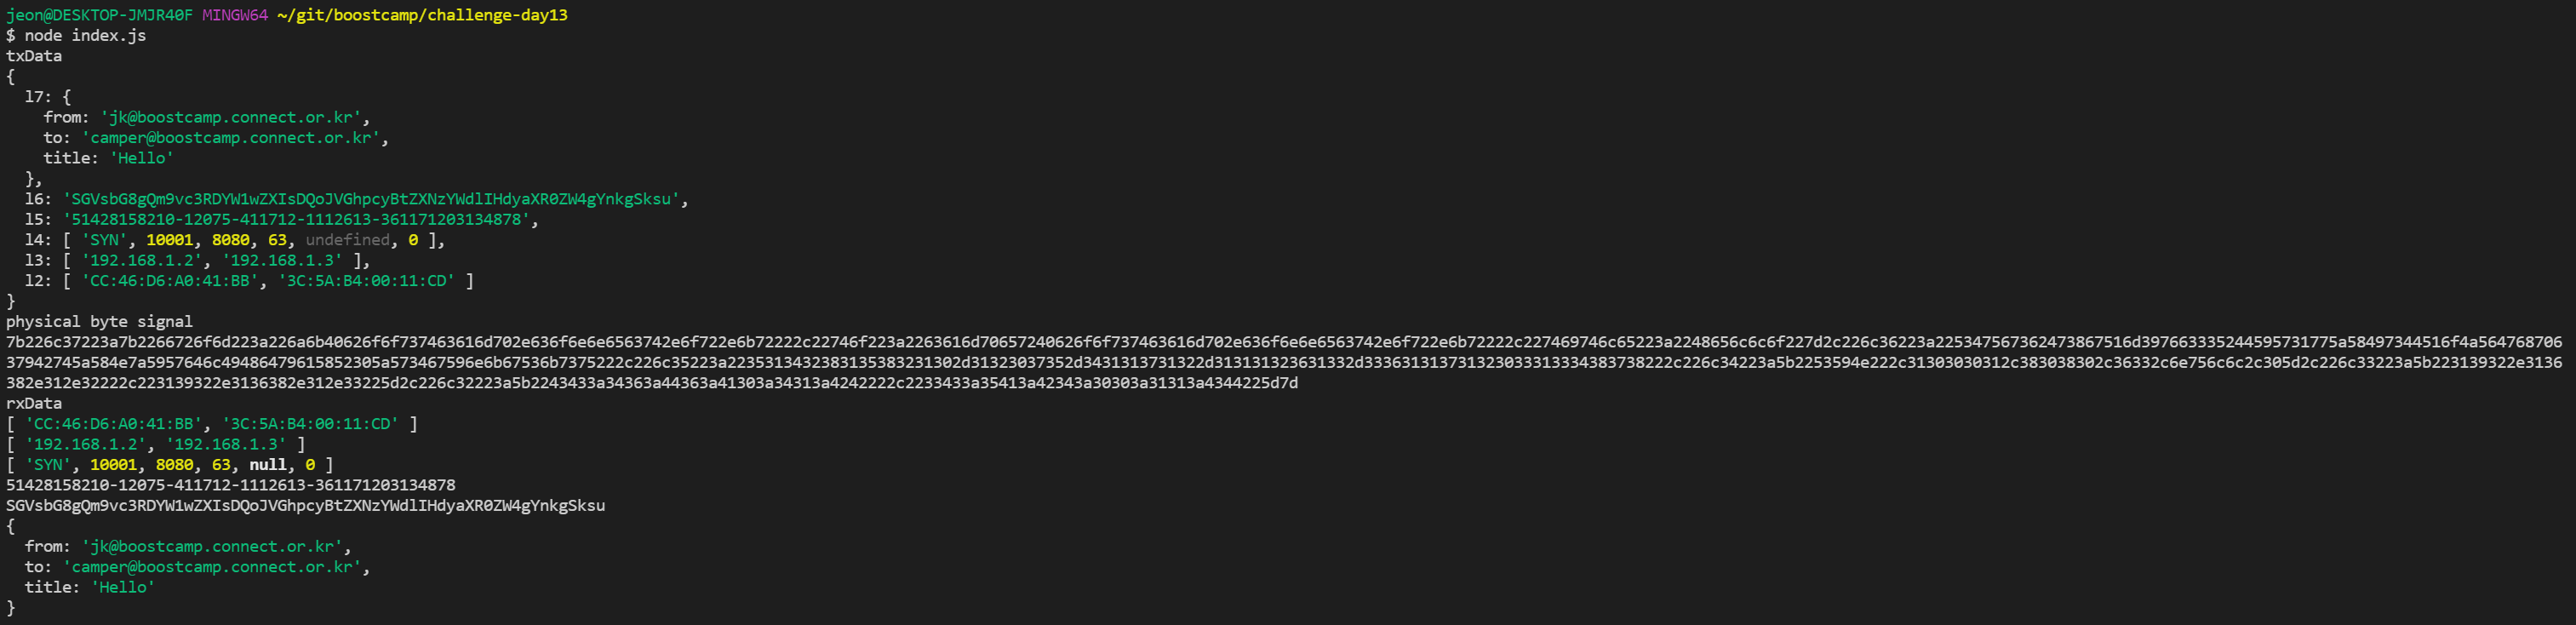 jeon@DESKTOP-JMJR40F MINGW64 ~/git/boostcamp/challenge-day13
$ node index.js
txData
{
  l7: {
    from: 'jk@boostcamp.connect.or.kr',
    to: 'camper@boostcamp.connect.or.kr',
    title: 'Hello'
  },
  l6: 'SGVsbG8gQm9vc3RDYW1wZXIsDQoJVGhpcyBtZXNzYWdlIHdyaXR0ZW4gYnkgSksu',
  l5: '51428158210-12075-411712-1112613-361171203134878',
  l4: [ 'SYN', 10001, 8080, 63, undefined, 0 ],
  l3: [ '192.168.1.2', '192.168.1.3' ],
  l2: [ 'CC:46:D6:A0:41:BB', '3C:5A:B4:00:11:CD' ]
}
physical byte signal
7b226c37223a7b2266726f6d223a226a6b40626f6f737463616d702e636f6e6e6563742e6f722e6b72222c22746f223a2263616d70657240626f6f737463616d702e636f6e6e6563742e6f722e6b72222c227469746c65223a2248656c6c6f227d2c226c36223a225347567362473867516d397663335244595731775a58497344516f4a564768706
37942745a584e7a5957646c49486479615852305a573467596e6b67536b7375222c226c35223a2235313432383135383231302d31323037352d3431313731322d313131323631332d333631313731323033313334383738222c226c34223a5b2253594e222c31303030312c383038302c36332c6e756c6c2c305d2c226c33223a5b223139322e3136
382e312e32222c223139322e3136382e312e33225d2c226c32223a5b2243433a34363a44363a41303a34313a4242222c2233433a35413a42343a30303a31313a4344225d7d
rxData
[ 'CC:46:D6:A0:41:BB', '3C:5A:B4:00:11:CD' ]
[ '192.168.1.2', '192.168.1.3' ]
[ 'SYN', 10001, 8080, 63, null, 0 ]
51428158210-12075-411712-1112613-361171203134878
SGVsbG8gQm9vc3RDYW1wZXIsDQoJVGhpcyBtZXNzYWdlIHdyaXR0ZW4gYnkgSksu
{
  from: 'jk@boostcamp.connect.or.kr',
  to: 'camper@boostcamp.connect.or.kr',
  title: 'Hello'
}